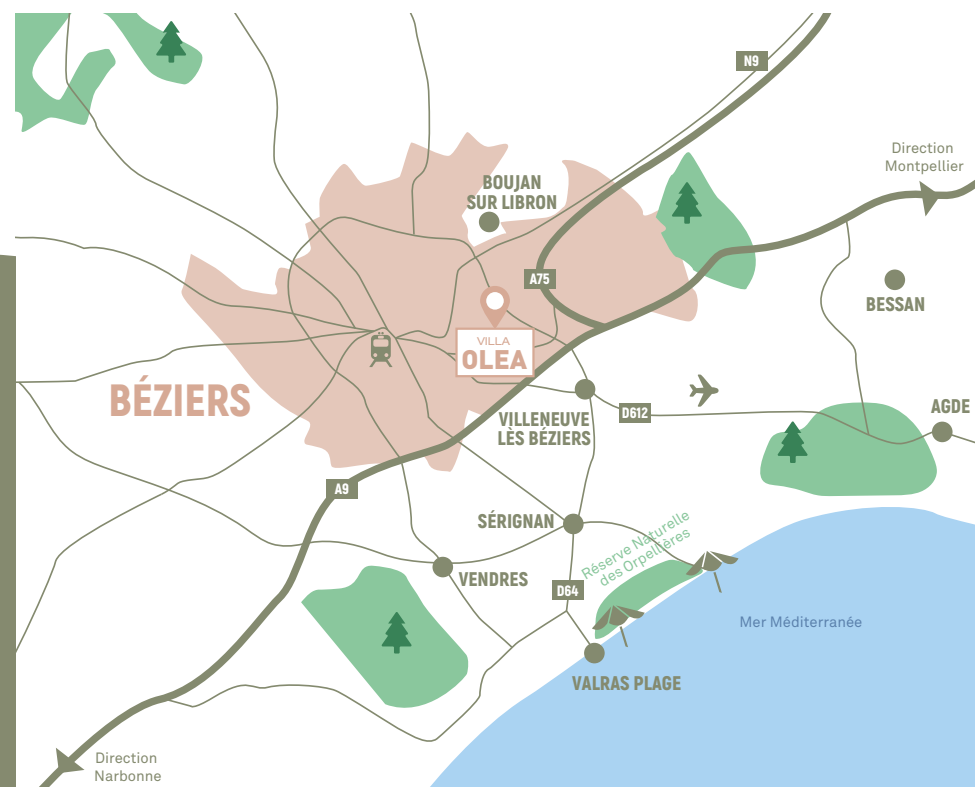 N9
Direction
Montpellier
BOUJAN
SUR LIBRON
A75
BESSAN
VILLA
OLEA
BÉZIERS
AGDE
D612
VILLENEUVE
LÈS BÉZIERS
A9
SÉRIGNAN
Réserve Naturelle
des Orpellières
VENDRES
D64
Mer Méditerranée
VALRAS PLAGE
Direction
Narbonne